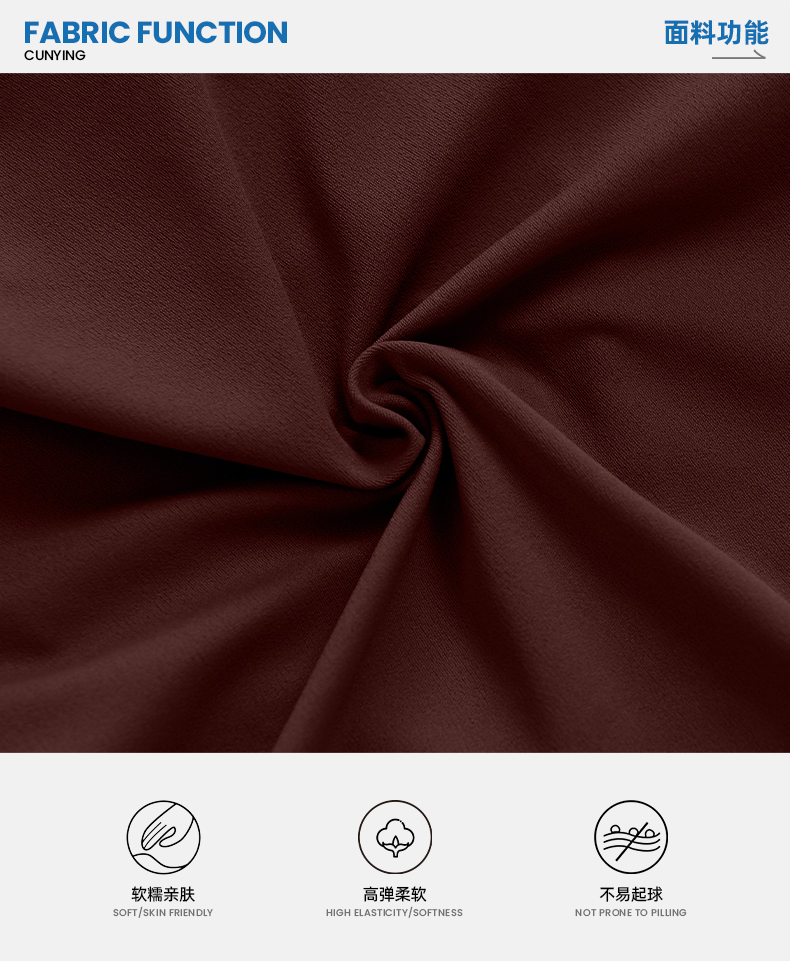 FABRIC FUNCTION
CUNYING
面料功能
软糯亲肤
SOFT/SKIN FRIENDLY
高弹柔软
HIGH ELASTICITY/SOFTNESS
不易起球
NOT PRONE TO PILLING